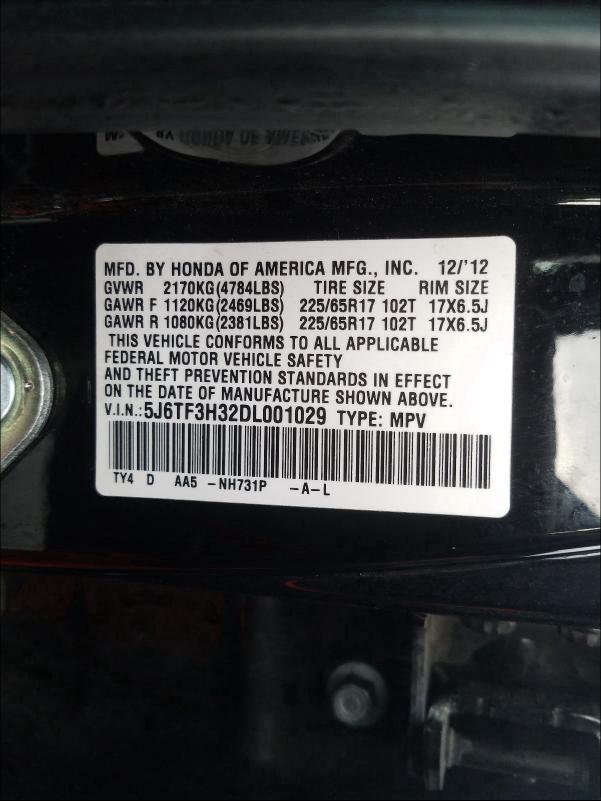 HONDA OF AMERICA
MFD. BY HONDA OF AMERICA MFG., INC. 12/'12
GVWR 2170KG(4784LBS) TIRE SIZE RIM SIZE
GAWR F 1120KG(2469LBS) 225/65R17 102T 17X6.5J
GAWR R 1080KG(2381LBS) 225/65R17 102T 17X6.5J
THIS VEHICLE CONFORMS TO ALL APPLICABLE
FEDERAL MOTOR VEHICLE SAFETY
AND THEFT PREVENTION STANDARDS IN EFFECT
ON THE DATE OF MANUFACTURE SHOWN ABOVE.
V.I.N.:5J6TF3H32DL001029 TYPE: MPV
TY4 D AA5 -NH731P -A-L